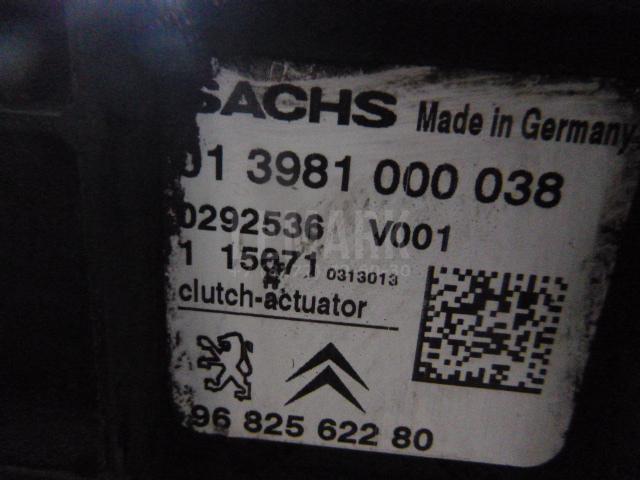 SACHS Made in Germany
01 3981 000 038
0292536 V001
1 15671 0313013
clutch-actuator
96 825 622 80